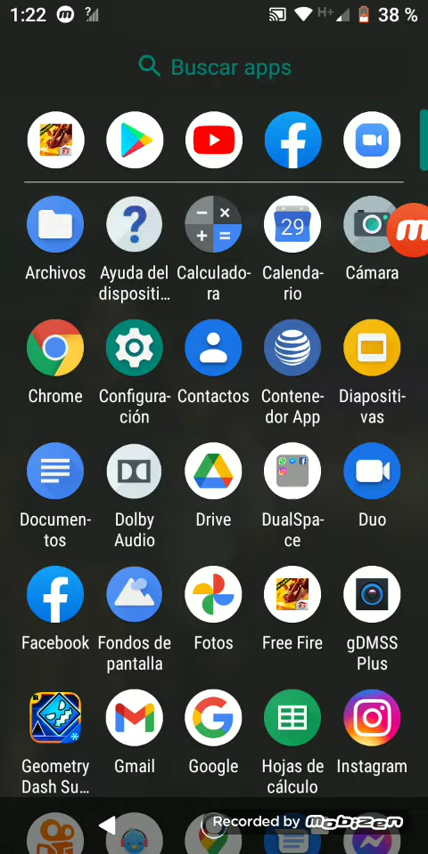 1:22 H+ 38 %
Buscar apps
Archivos
Ayuda del
dispositi...
Calculado-
ra
29
Calenda-
rio
Cámara
Chrome
Configura-
ción
Contactos
Contene-
dor App
Diapositi-
vas
Documen-
tos
Dolby
Audio
Drive
DualSpa-
ce
Duo
Facebook
Fondos de
pantalla
Fotos
Free Fire
gDMSS
Plus
Geometry
Dash Su...
Gmail
Google
Hojas de
cálculo
Instagram
Recorded by Mobizen